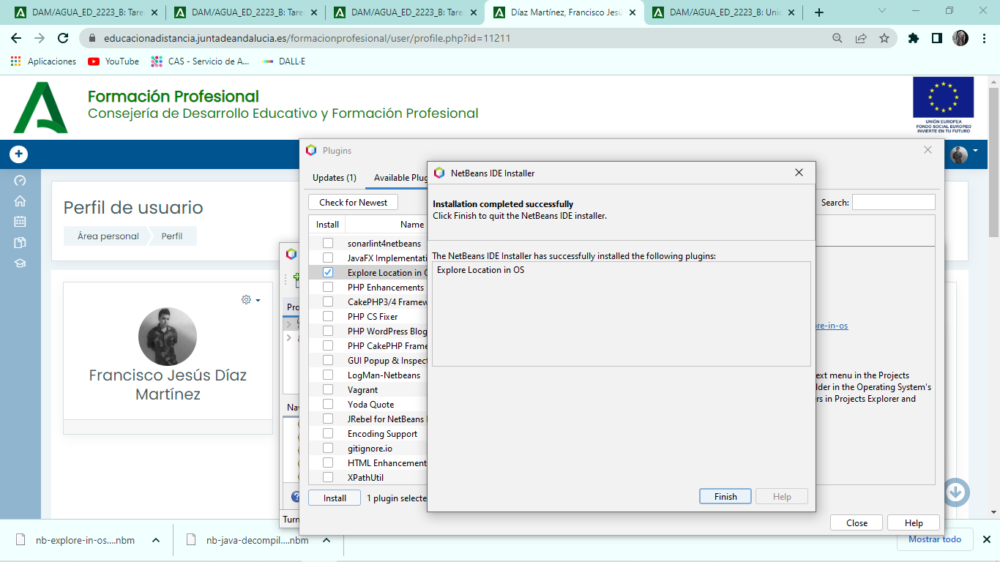 DAM/AGUA_ED_2223_B: Tare
DAM/AGUA_ED_2223_B: Tare
DAM/AGUA_ED_2223_B: Tare
Díaz Martínez, Francisco Jesú
DAM/AGUA_ED_2223_B: Unid
educacionadistancia.juntadeandalucia.es/formacionprofesional/user/profile.php?id=11211
Aplicaciones
YouTube
CAS - Servicio de A...
DALL·E
Formación Profesional
Consejería de Desarrollo Educativo y Formación Profesional
UNIÓN EUROPEA
FONDO SOCIAL EUROPEO
INVIERTE EN TU FUTURO
Perfil de usuario
Área personal
Perfil
Francisco Jesús Díaz
Martínez
Pro
Nav
Turn
Plugins
Updates (1)
Available Plug
Check for Newest
Search:
Install
Name
sonarlint4netbeans
JavaFX Implementati
Explore Location in O
PHP Enhancements
CakePHP3/4 Framew
PHP CS Fixer
PHP WordPress Blog
PHP CakePHP Frame
GUI Popup & Inspect
LogMan-Netbeans
Vagrant
Yoda Quote
JRebel for NetBeans
Encoding Support
gitignore.io
HTML Enhancement
XPathUtil
re-in-os
ext menu in the Projects
lder in the Operating System's
rs in Projects Explorer and
Install
1 plugin selecte
Close
Help
NetBeans IDE Installer
Installation completed successfully
Click Finish to quit the NetBeans IDE installer.
The NetBeans IDE Installer has successfully installed the following plugins:
Explore Location in OS
Finish
Help
nb-explore-in-os....nbm
nb-java-decompil....nbm
Mostrar todo